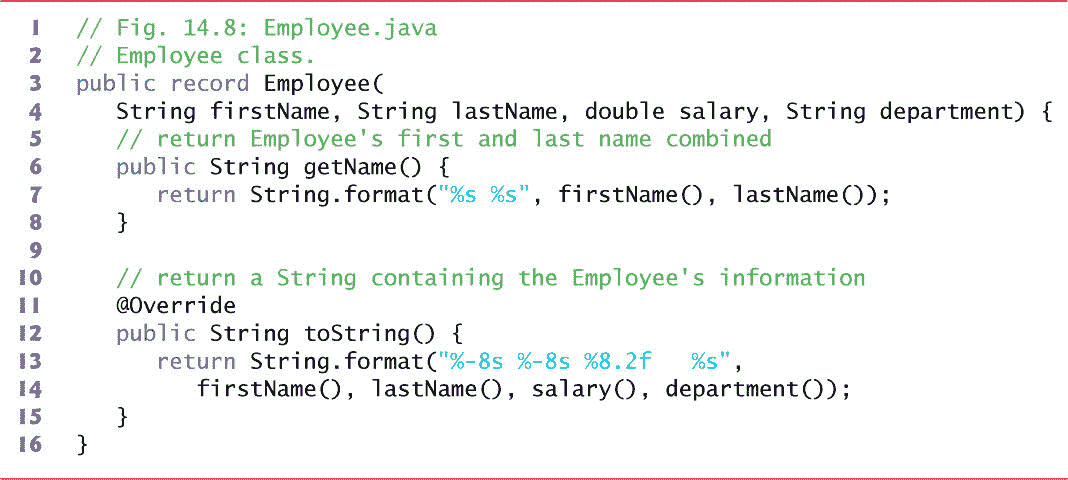 1 // Fig. 14.8: Employee.java
2 // Employee class.
3 public record Employee(
4    String firstName, String lastName, double salary, String department) {
5    // return Employee's first and last name combined
6    public String getName() {
7       return String.format("%s %s", firstName(), lastName());
8    }
9
10    // return a String containing the Employee's information
11    @Override
12    public String toString() {
13       return String.format("%-8s %-8s %8.2f   %s",
14          firstName(), lastName(), salary(), department());
15    }
16 }